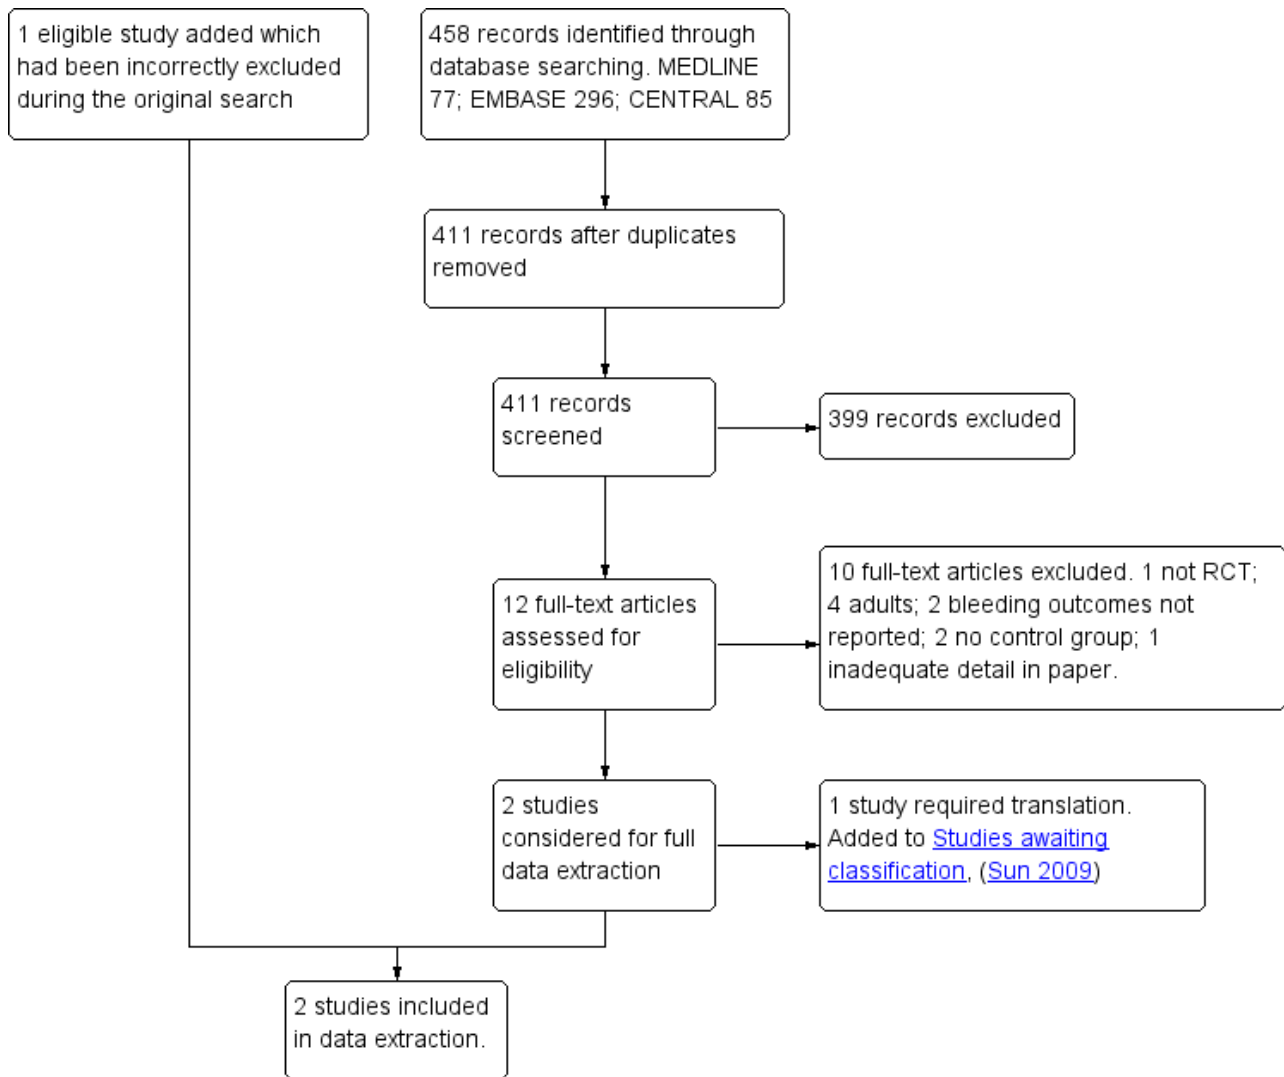 1 eligible study added which
had been incorrectly excluded
during the original search
458 records identified through
database searching. MEDLINE
77; EMBASE 296; CENTRAL 85
411 records after duplicates
removed
411 records
screened
399 records excluded
12 full-text articles
assessed for
eligibility
10 full-text articles excluded. 1 not RCT;
4 adults; 2 bleeding outcomes not
reported; 2 no control group; 1
inadequate detail in paper.
2 studies
considered for full
data extraction
1 study required translation.
Added to Studies awaiting
classification, (Sun 2009)
2 studies included
in data extraction.